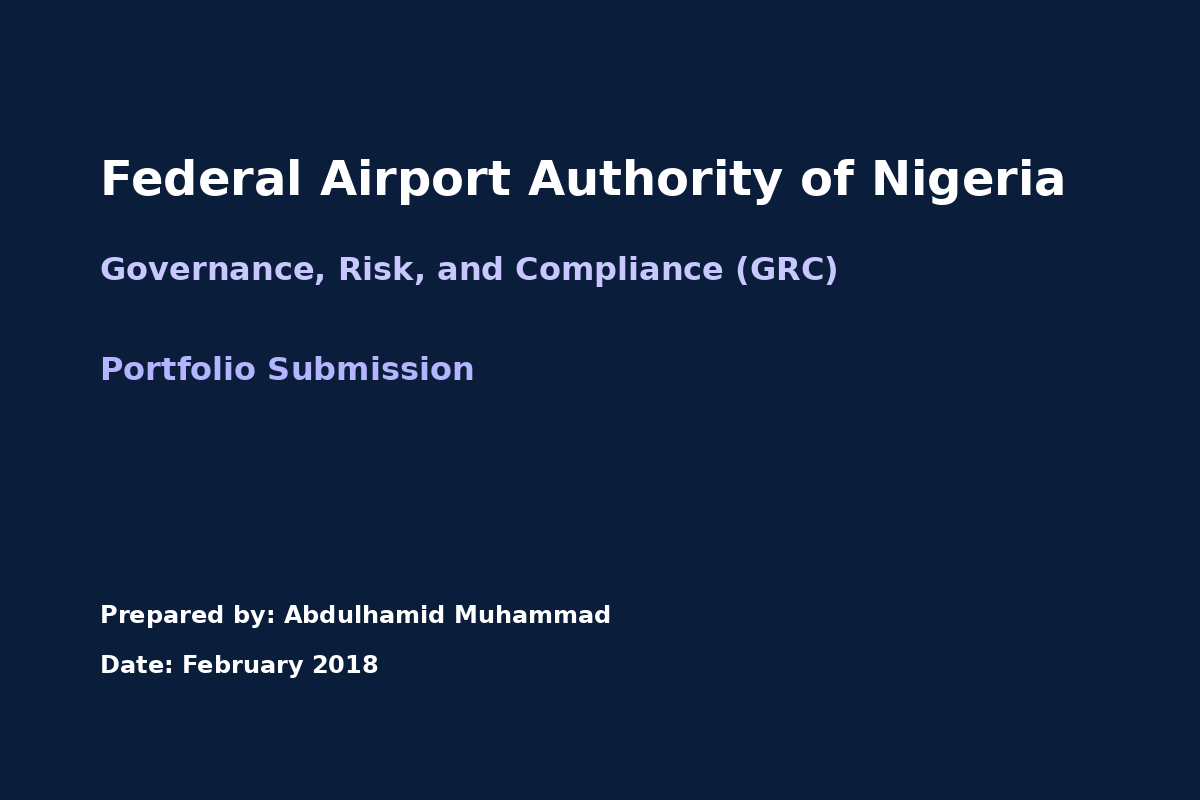 Federal Airport Authority of Nigeria
Governance, Risk, and Compliance (GRC)
Portfolio Submission
Prepared by: Abdulhamid Muhammad
Date: February 2018